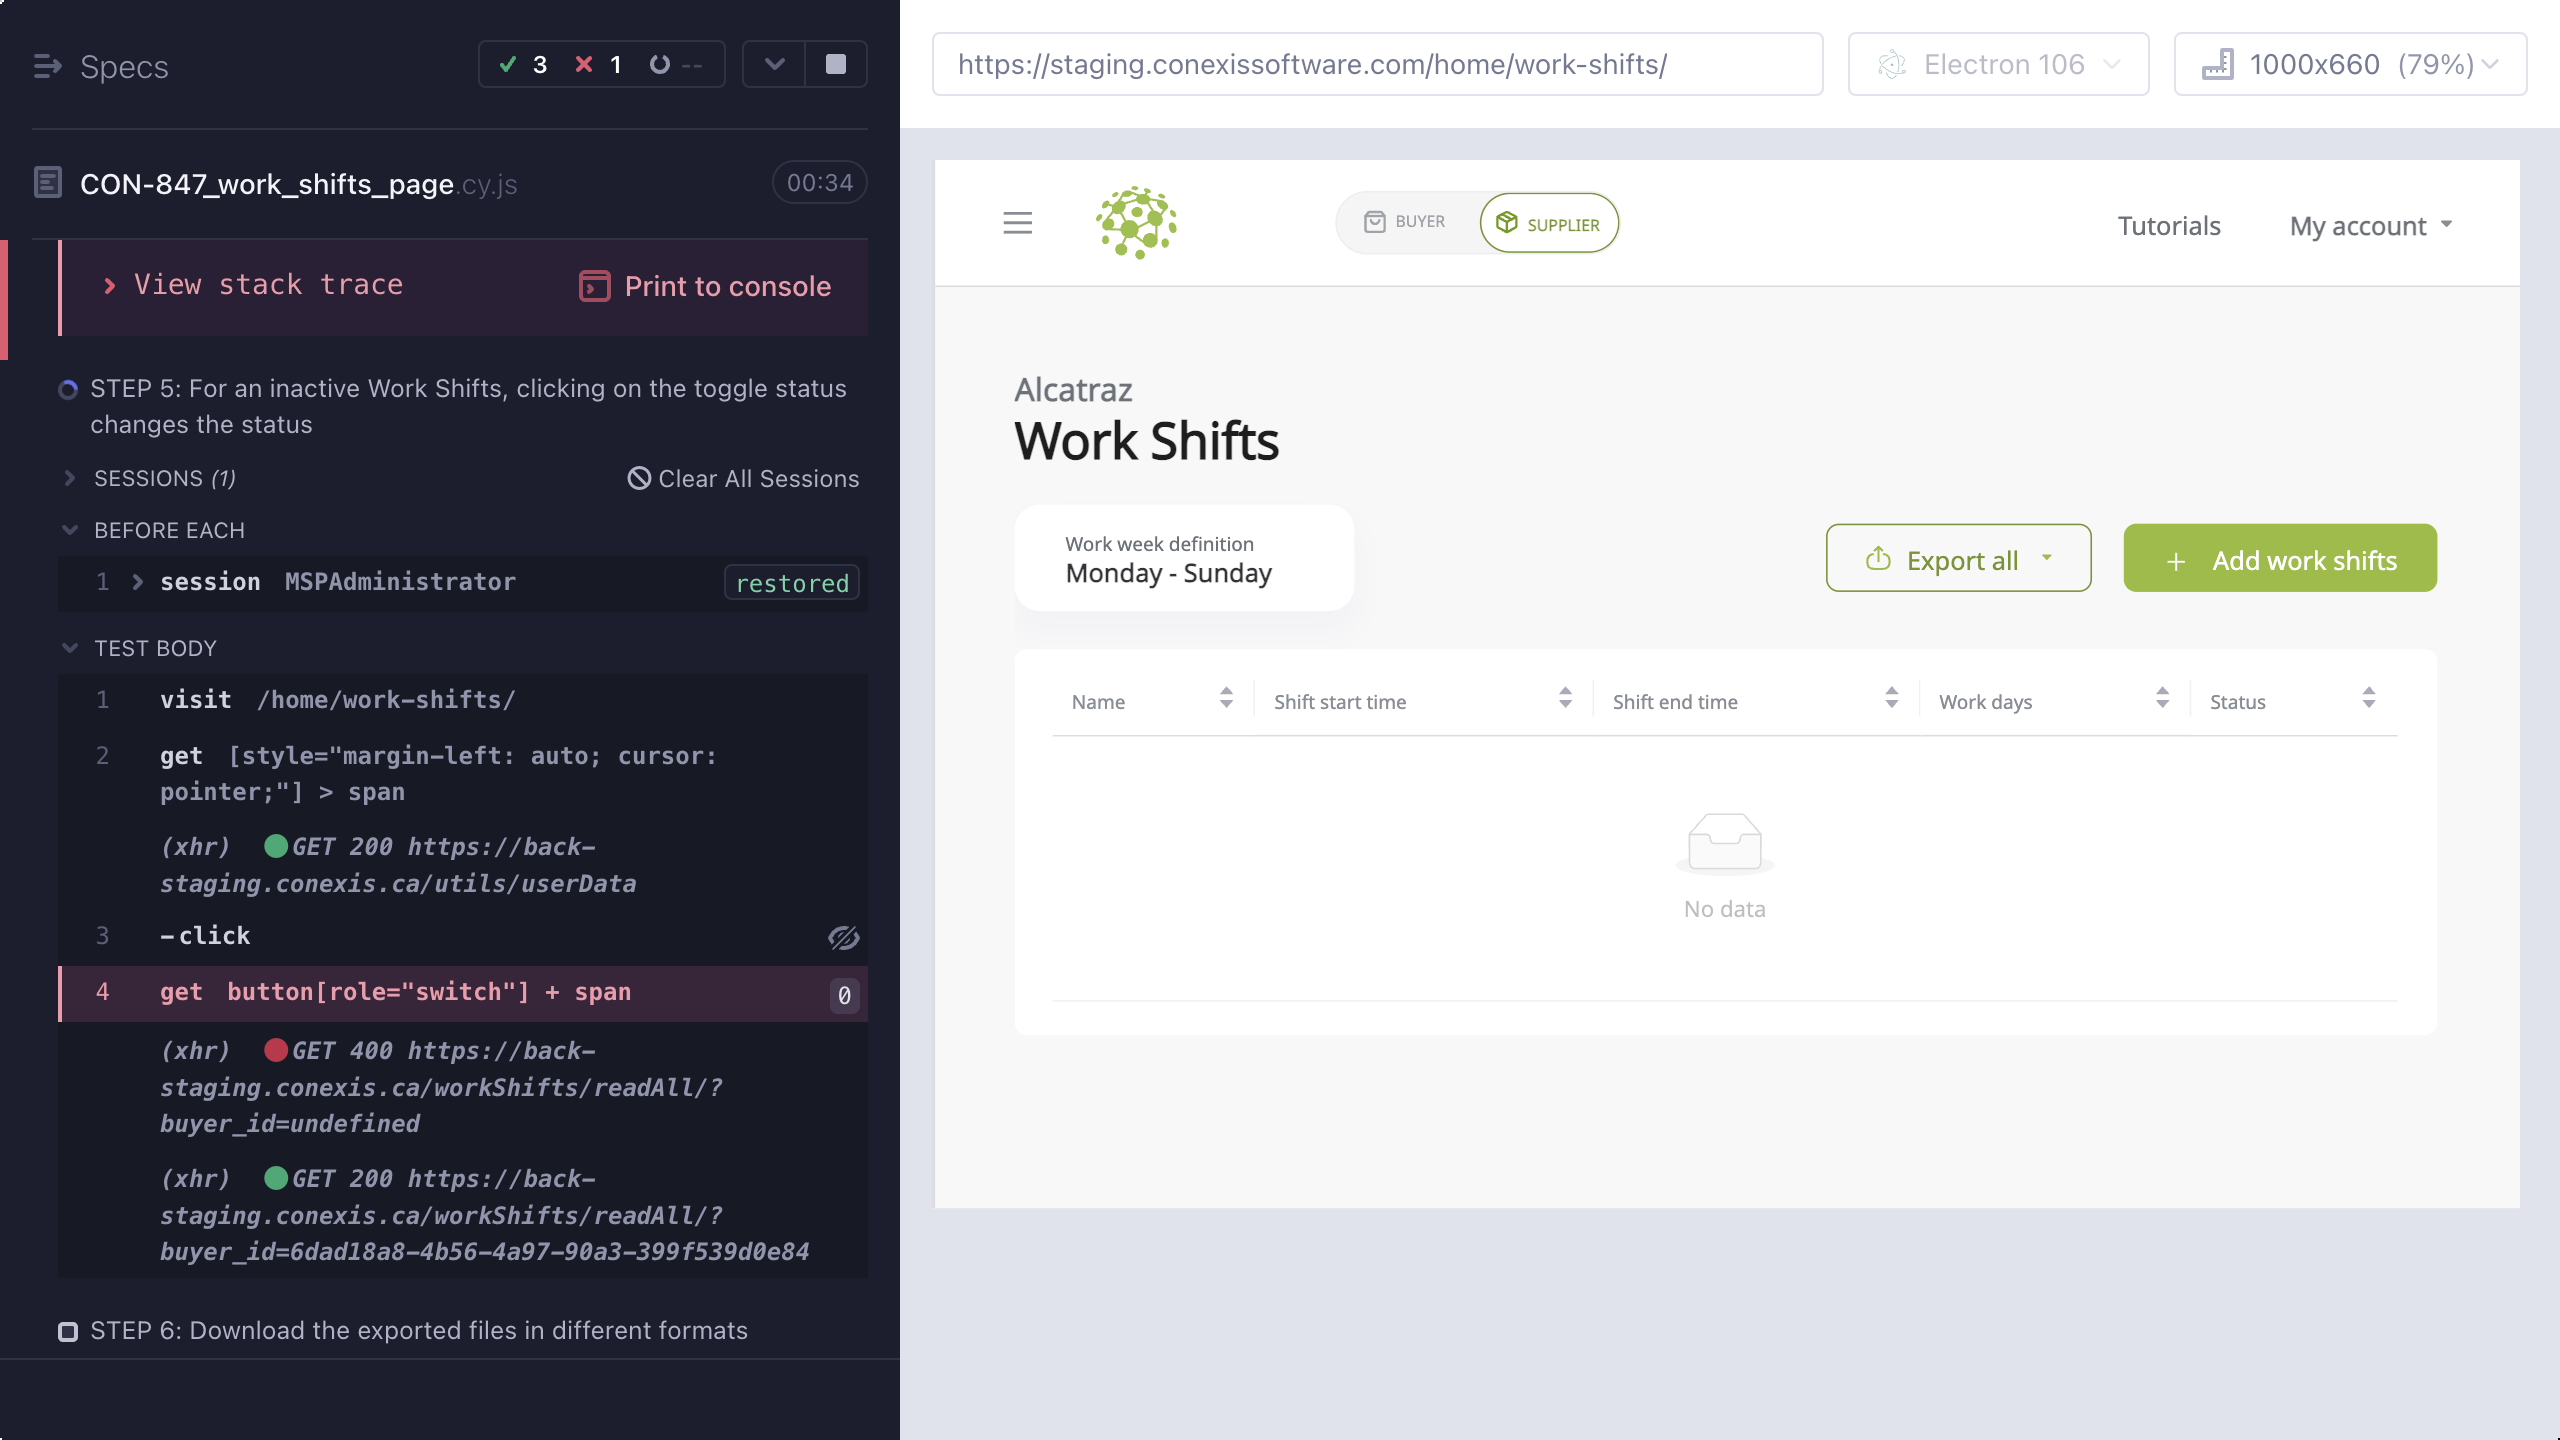 Specs
3 1 --
CON-847_work_shifts_page.cy.js
00:34
View stack trace
Print to console
STEP 5: For an inactive Work Shifts, clicking on the toggle status
changes the status
SESSIONS (1)
Clear All Sessions
BEFORE EACH
1 session MSPAdministrator restored
TEST BODY
1 visit /home/work-shifts/
2 get [style="margin-left: auto; cursor:
pointer;"] > span
(xhr) GET 200 https://back-
staging.conexis.ca/utils/userData
3 -click
4 get button[role="switch"] + span 0
(xhr) GET 400 https://back-
staging.conexis.ca/workShifts/readAll/?
buyer_id=undefined
(xhr) GET 200 https://back-
staging.conexis.ca/workShifts/readAll/?
buyer_id=6dad18a8-4b56-4a97-90a3-399f539d0e84
STEP 6: Download the exported files in different formats
https://staging.conexissoftware.com/home/work-shifts/
Electron 106
1000x660 (79%)
BUYER
SUPPLIER
Tutorials
My account
Alcatraz
Work Shifts
Work week definition
Monday - Sunday
Export all
+ Add work shifts
Name Shift start time Shift end time Work days Status
No data